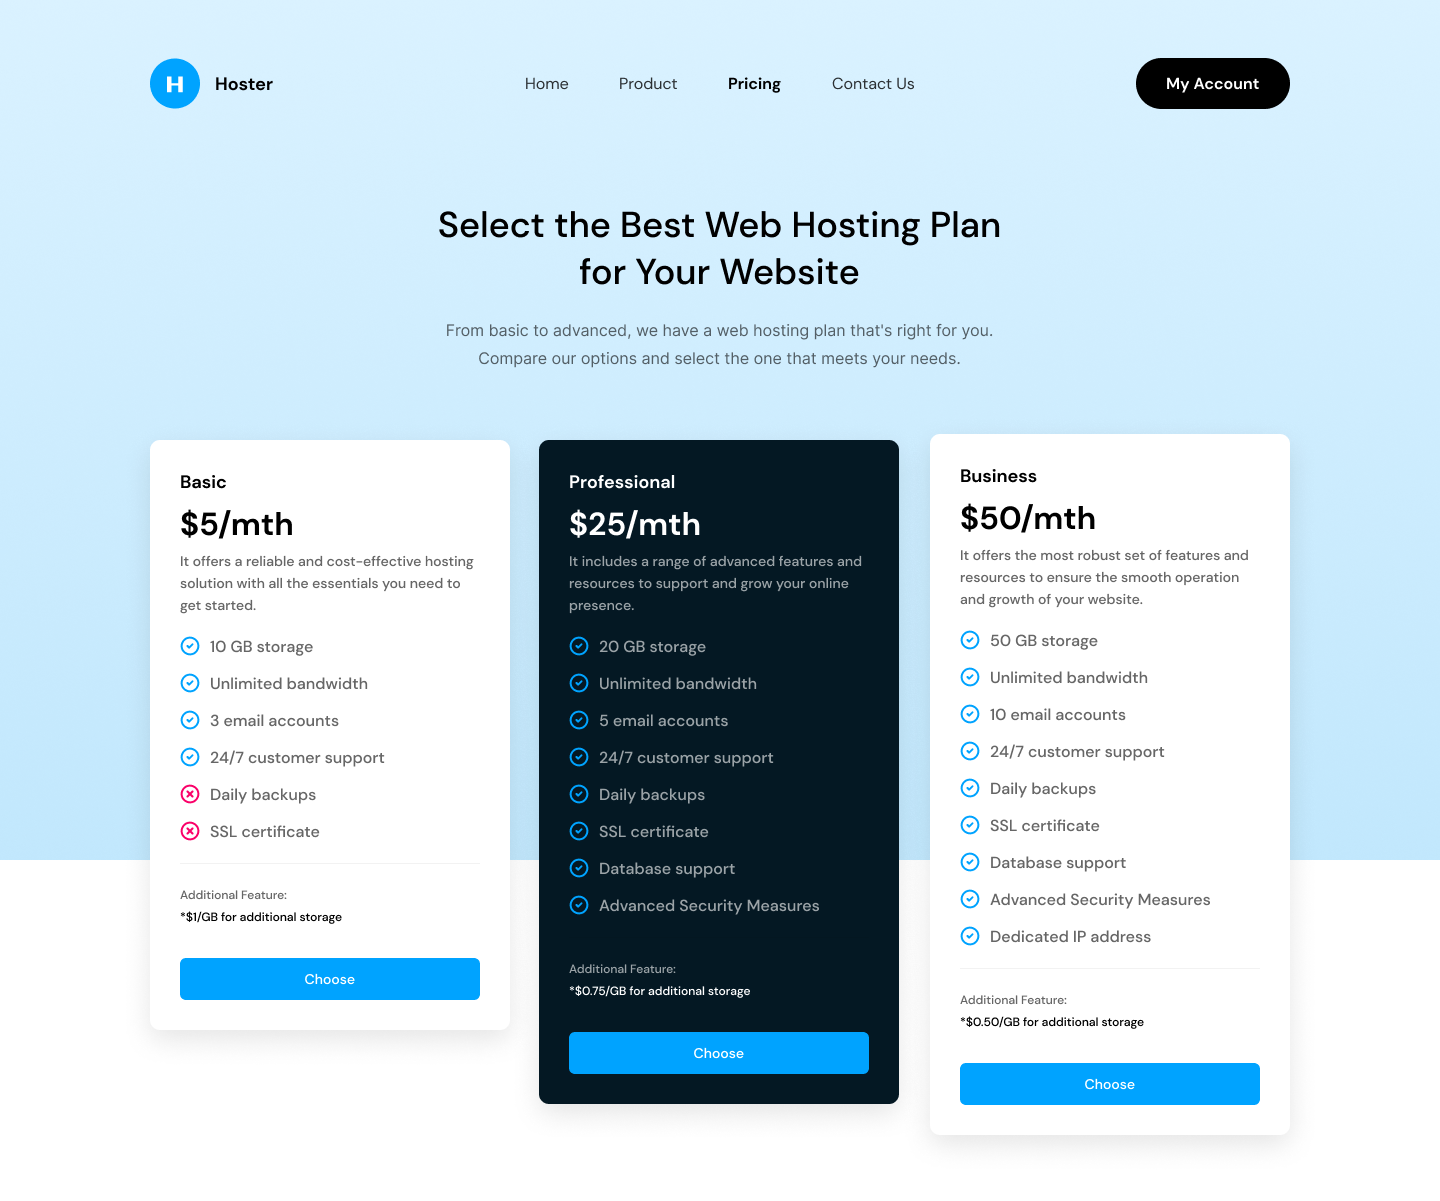 H
Hoster
Home
Product
Pricing
Contact Us
My Account
Select the Best Web Hosting Plan
for Your Website
From basic to advanced, we have a web hosting plan that's right for you.
Compare our options and select the one that meets your needs.
Basic
$5/mth
It offers a reliable and cost-effective hosting
solution with all the essentials you need to
get started.
10 GB storage
Unlimited bandwidth
3 email accounts
24/7 customer support
Daily backups
SSL certificate
Additional Feature:
*$1/GB for additional storage
Choose
Professional
$25/mth
It includes a range of advanced features and
resources to support and grow your online
presence.
20 GB storage
Unlimited bandwidth
5 email accounts
24/7 customer support
Daily backups
SSL certificate
Database support
Advanced Security Measures
Additional Feature:
*$0.75/GB for additional storage
Choose
Business
$50/mth
It offers the most robust set of features and
resources to ensure the smooth operation
and growth of your website.
50 GB storage
Unlimited bandwidth
10 email accounts
24/7 customer support
Daily backups
SSL certificate
Database support
Advanced Security Measures
Dedicated IP address
Additional Feature:
*$0.50/GB for additional storage
Choose